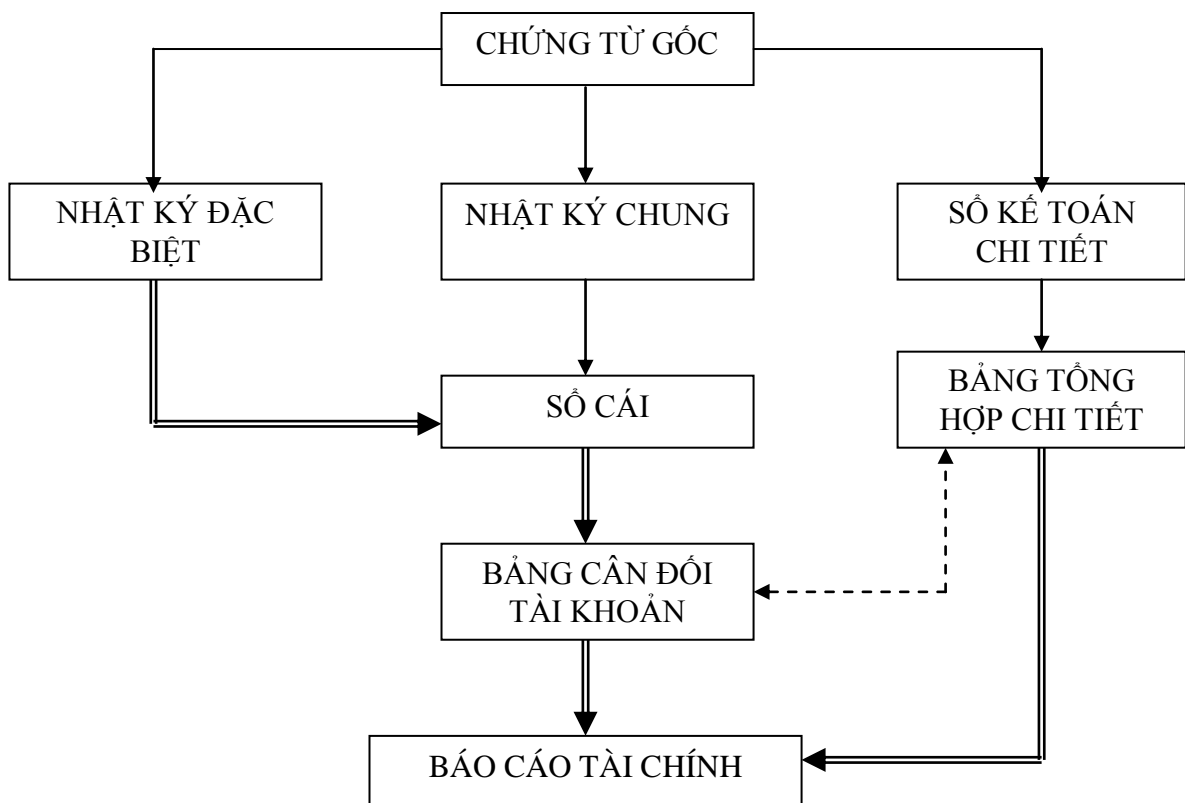 CHỨNG TỪ GỐC
NHẬT KÝ ĐẶC
BIỆT
NHẬT KÝ CHUNG
SỔ KẾ TOÁN
CHI TIẾT
SỔ CÁI
BẢNG TỔNG
HỢP CHI TIẾT
BẢNG CÂN ĐỐI
TÀI KHOẢN
BÁO CÁO TÀI CHÍNH